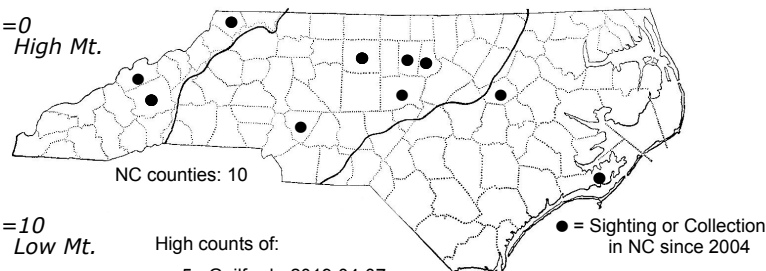 =0
High Mt.
NC counties: 10
=10
Low Mt.
High counts of:
● = Sighting or Collection
in NC since 2004